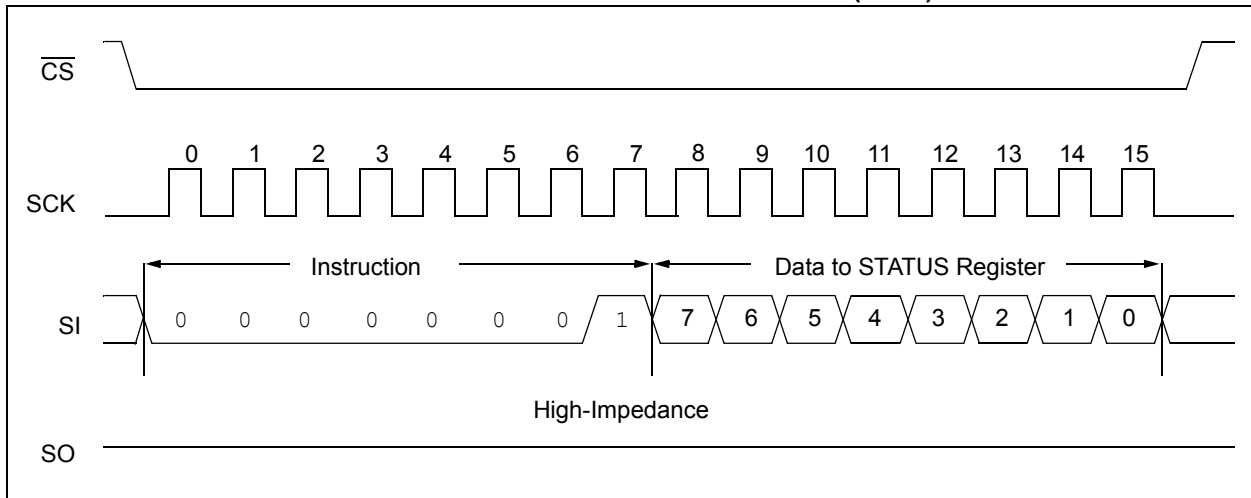 CS
0 1 2 3 4 5 6 7 8 9 10 11 12 13 14 15
SCK
Instruction Data to STATUS Register
SI 0 0 0 0 0 0 0 1 7 6 5 4 3 2 1 0
High-Impedance
SO